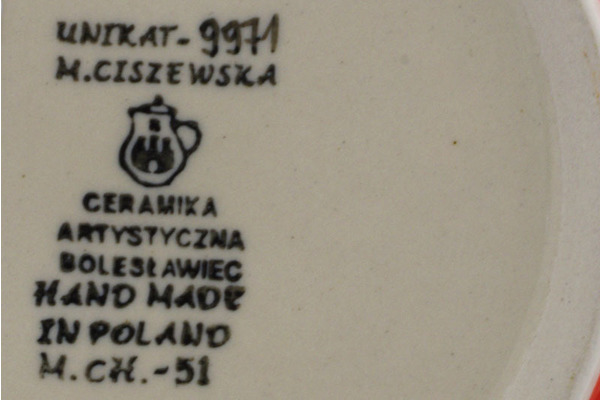 UNIKAT-9971
M.CISZEWSKA
CERAMIKA
ARTYSTYCZNA
BOLESŁAWIEC
HAND MADE
IN POLAND
M.CH.-51